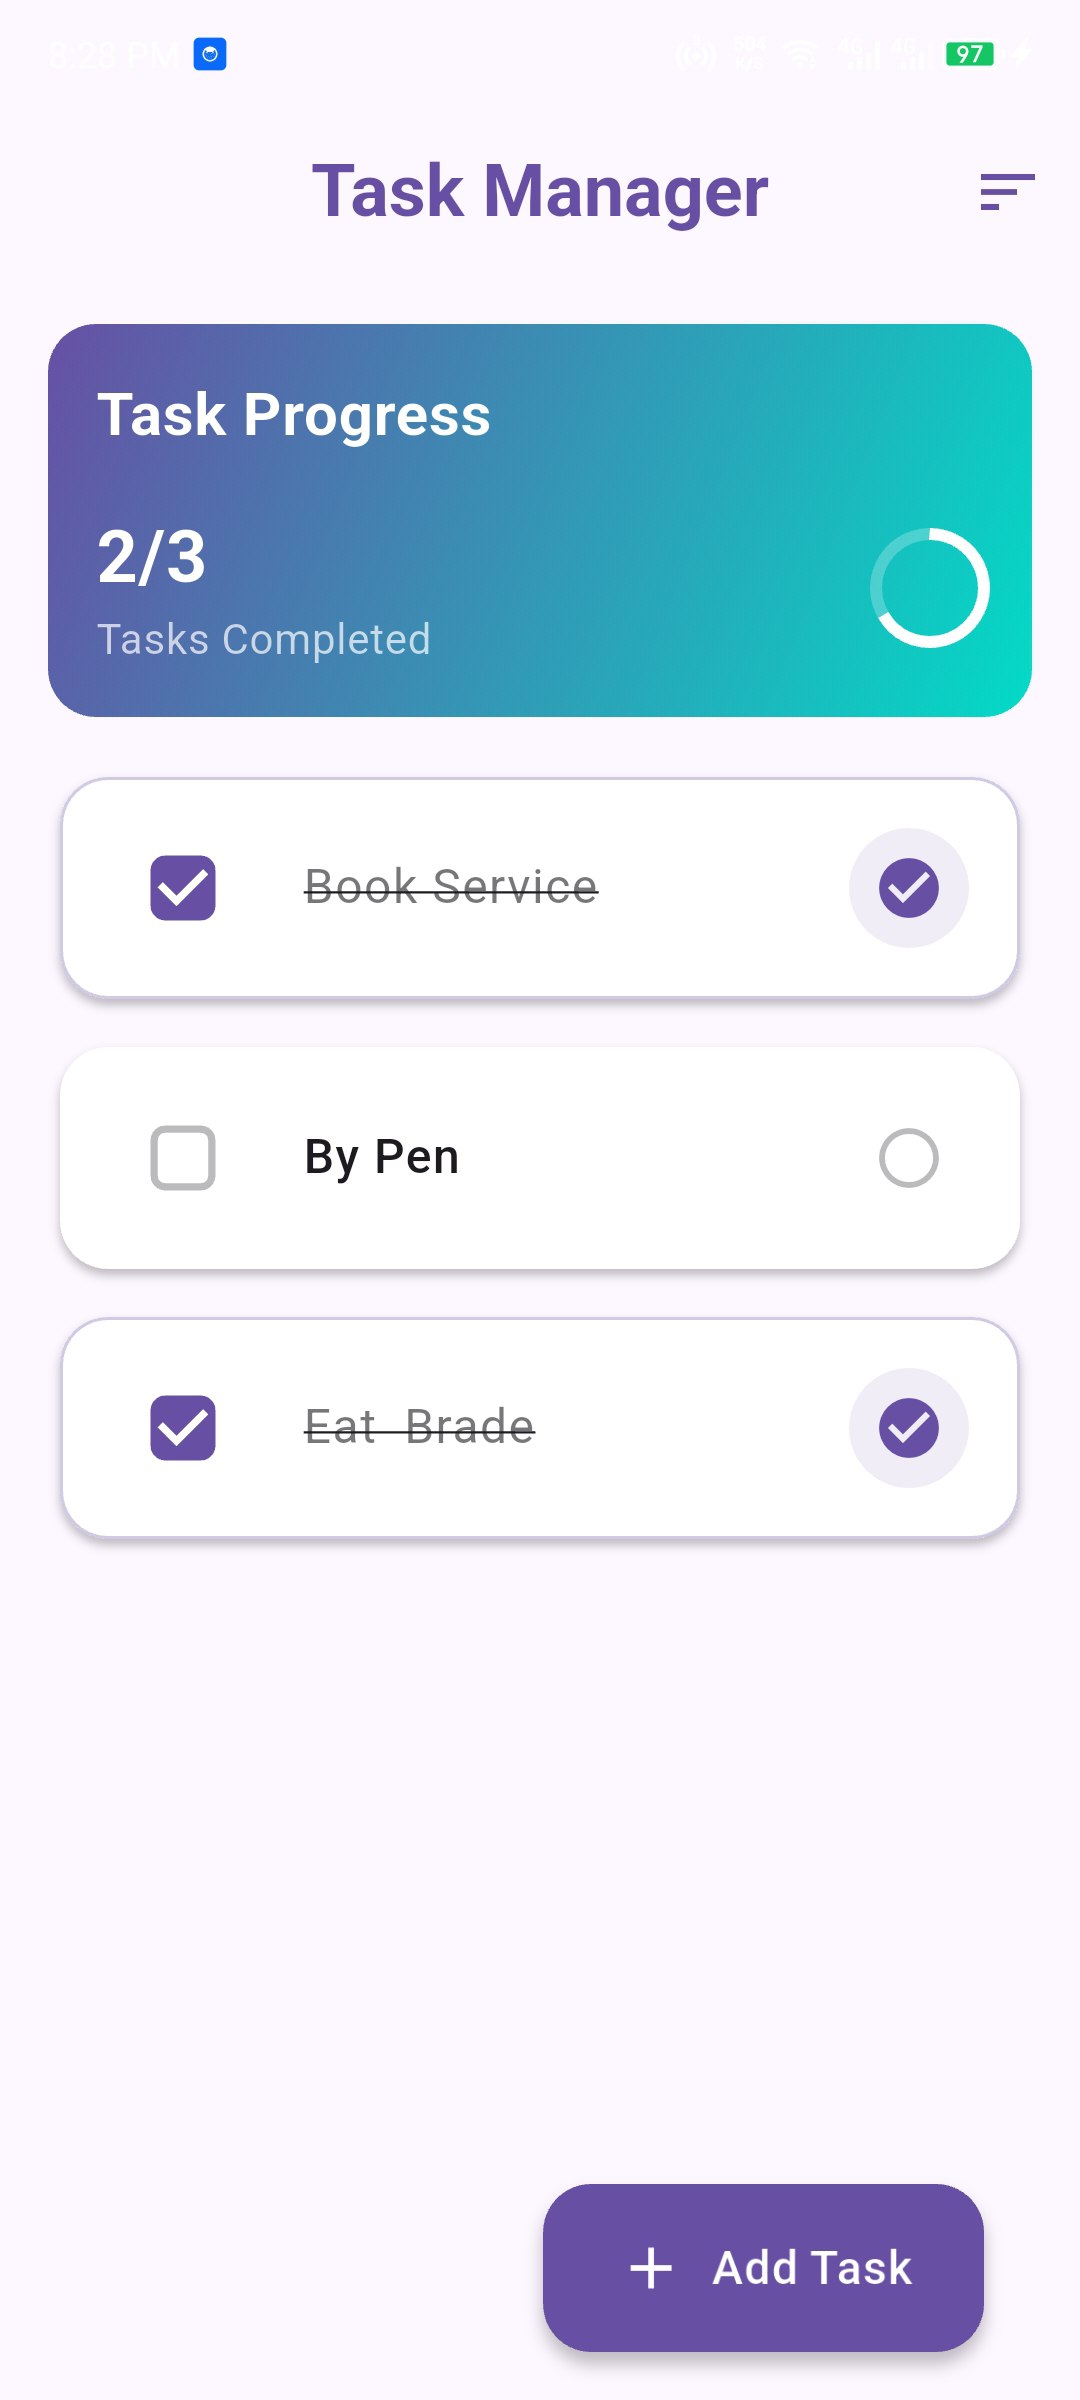 8:28 PM
97
Task Manager
Task Progress
2/3
Tasks Completed
Book Service
By Pen
Eat Brade
Add Task